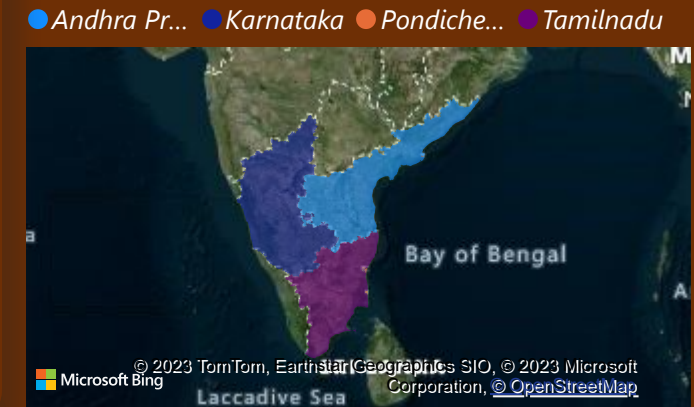 Andhra Pr... Karnataka Pondiche... Tamilnadu
Bay of Bengal
© 2023 TomTom, Earthstar Geographics SIO, © 2023 Microsoft
Corporation, © OpenStreetMap
Microsoft Bing
Laccadive Sea